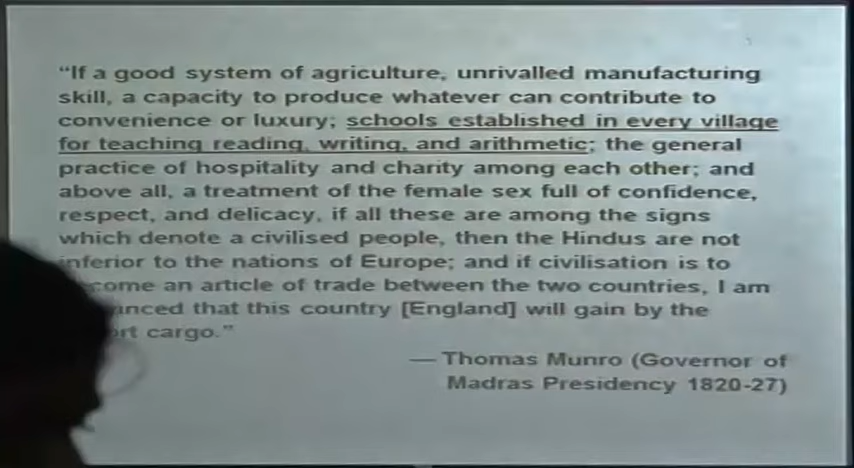 “If a good system of agriculture, unrivalled manufacturing
skill, a capacity to produce whatever can contribute to
convenience or luxury; schools established in every village
for teaching reading, writing, and arithmetic; the general
practice of hospitality and charity among each other; and
above all, a treatment of the female sex full of confidence,
respect, and delicacy, if all these are among the signs
which denote a civilised people, then the Hindus are not
inferior to the nations of Europe; and if civilisation is to
an article of trade between the two countries, I am
that this country [England] will gain by the
cargo.”
— Thomas Munro (Governor of
Madras Presidency 1820-27)